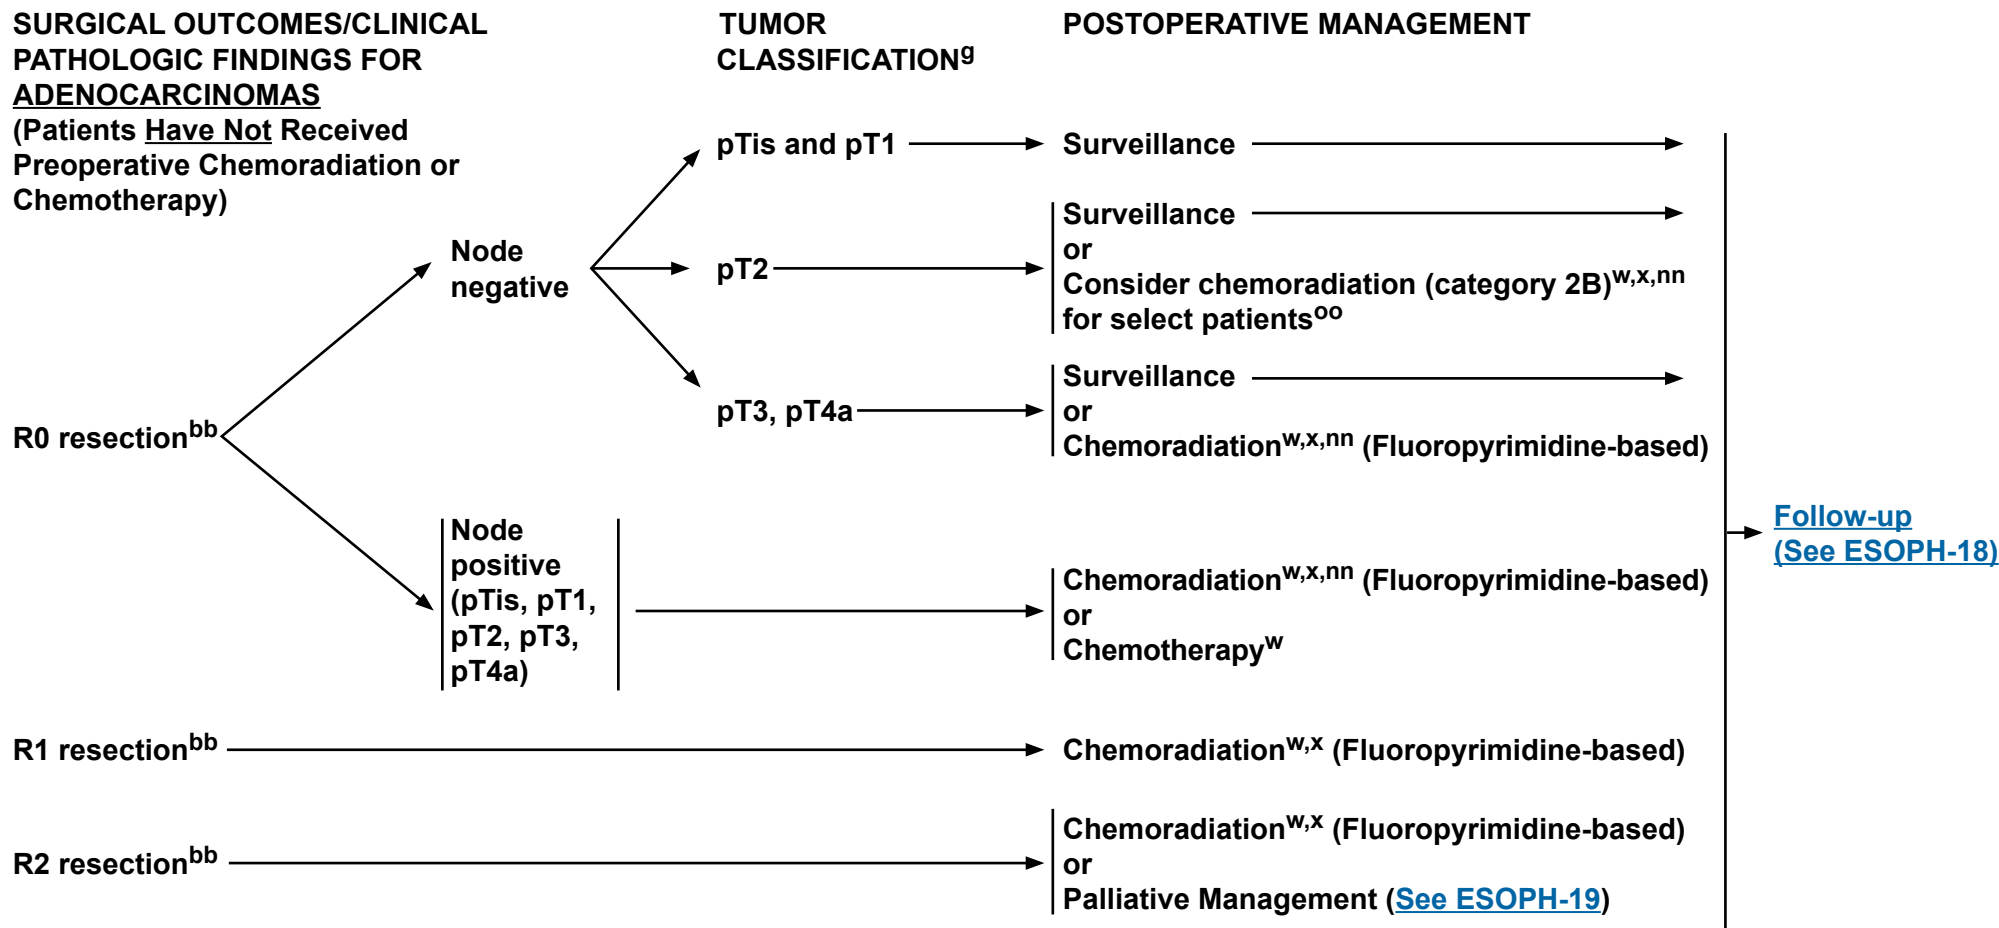 SURGICAL OUTCOMES/CLINICAL
PATHOLOGIC FINDINGS FOR
ADENOCARCINOMAS
(Patients Have Not Received
Preoperative Chemoradiation or
Chemotherapy)
TUMOR
CLASSIFICATIONg
POSTOPERATIVE MANAGEMENT
R0 resectionbb
Node
negative
pTis and pT1
Surveillance
pT2
Surveillance
or
Consider chemoradiation (category 2B)w,x,nn
for select patientsoo
pT3, pT4a
Surveillance
or
Chemoradiationw,x,nn (Fluoropyrimidine-based)
Node
positive
(pTis, pT1,
pT2, pT3,
pT4a)
Chemoradiationw,x,nn (Fluoropyrimidine-based)
or
Chemotherapyw
R1 resectionbb
Chemoradiationw,x (Fluoropyrimidine-based)
R2 resectionbb
Chemoradiationw,x (Fluoropyrimidine-based)
or
Palliative Management (See ESOPH-19)
Follow-up
(See ESOPH-18)